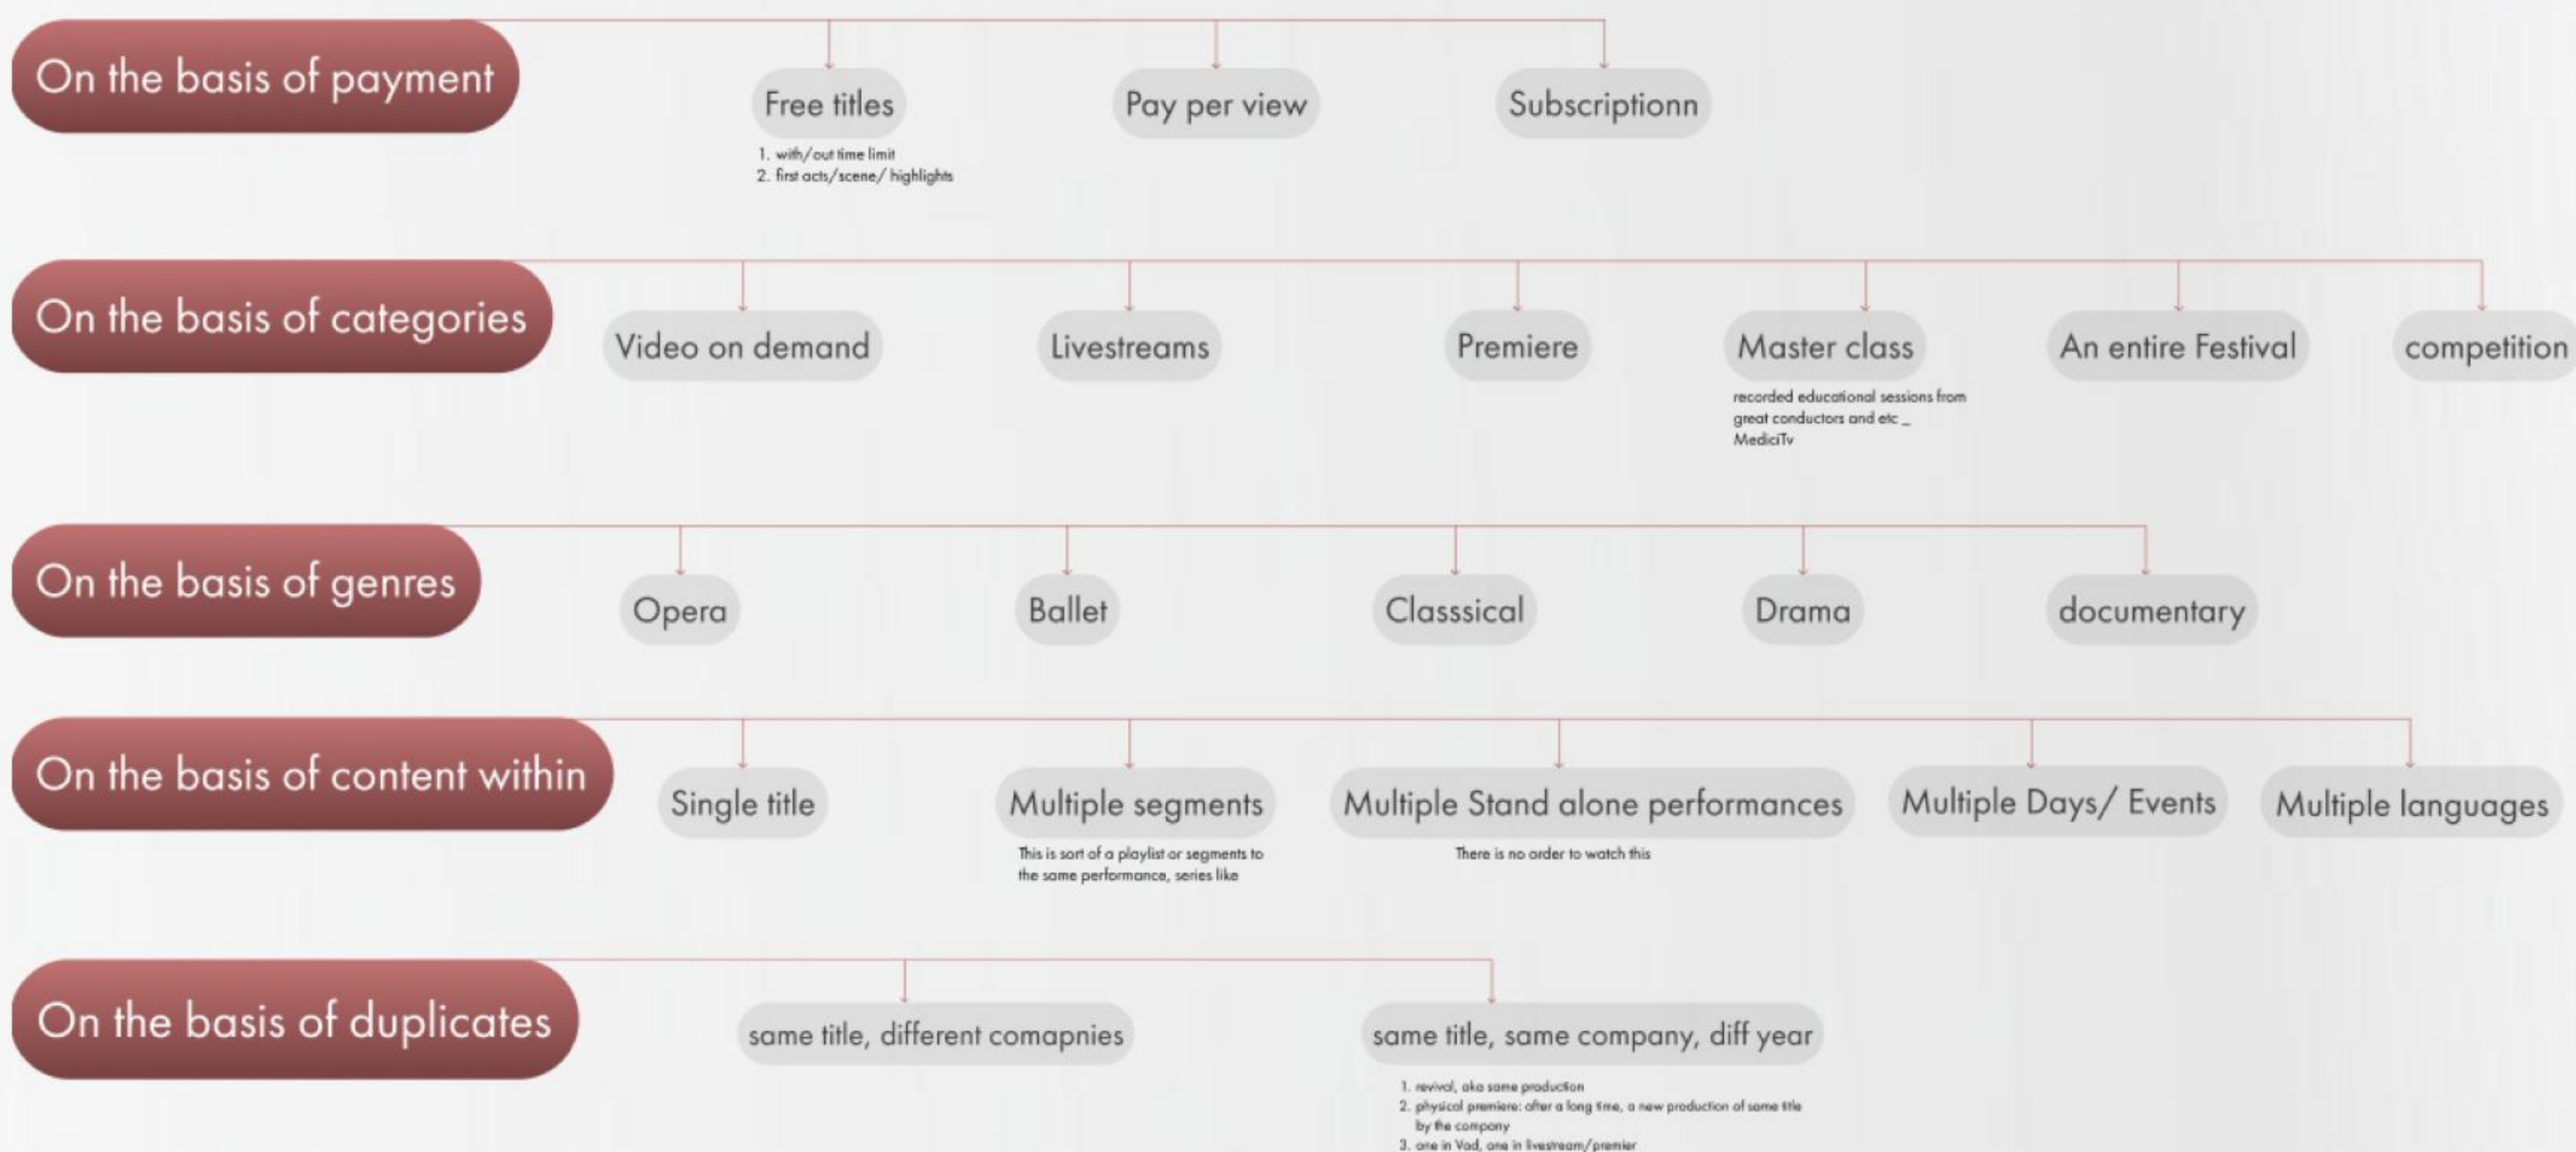 On the basis of payment
Free titles
Pay per view
Subscriptionn
1. with/out time limit
2. first acts/scene/ highlights
On the basis of categories
Video on demand
Livestreams
Premiere
Master class
An entire Festival
competition
recorded educational sessions from
great conductors and etc _
MediciTv
On the basis of genres
Opera
Ballet
Classsical
Drama
documentary
On the basis of content within
Single title
Multiple segments
Multiple Stand alone performances
Multiple Days/ Events
Multiple languages
This is sort of a playlist or segments to
the same performance, series like
There is no order to watch this
On the basis of duplicates
same title, different comapnies
same title, same company, diff year
1. revival, aka same production
2. physical premiere: after a long time, a new production of same title
by the company
3. one in Vod, one in livestream/premier